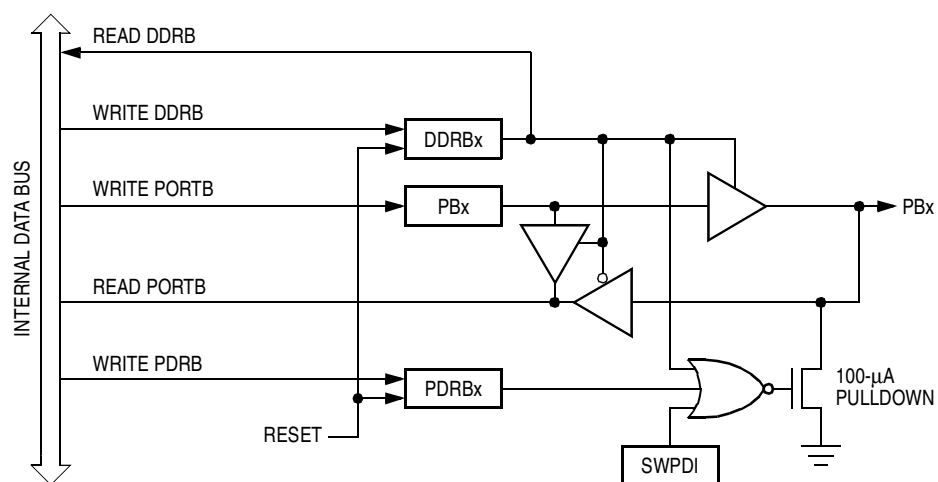 READ DDRB
WRITE DDRB
DDRBx
WRITE PORTB
PBx
PBx
INTERNAL DATA BUS
READ PORTB
WRITE PDRB
PDRBx
100-µA
PULLDOWN
RESET
SWPDI